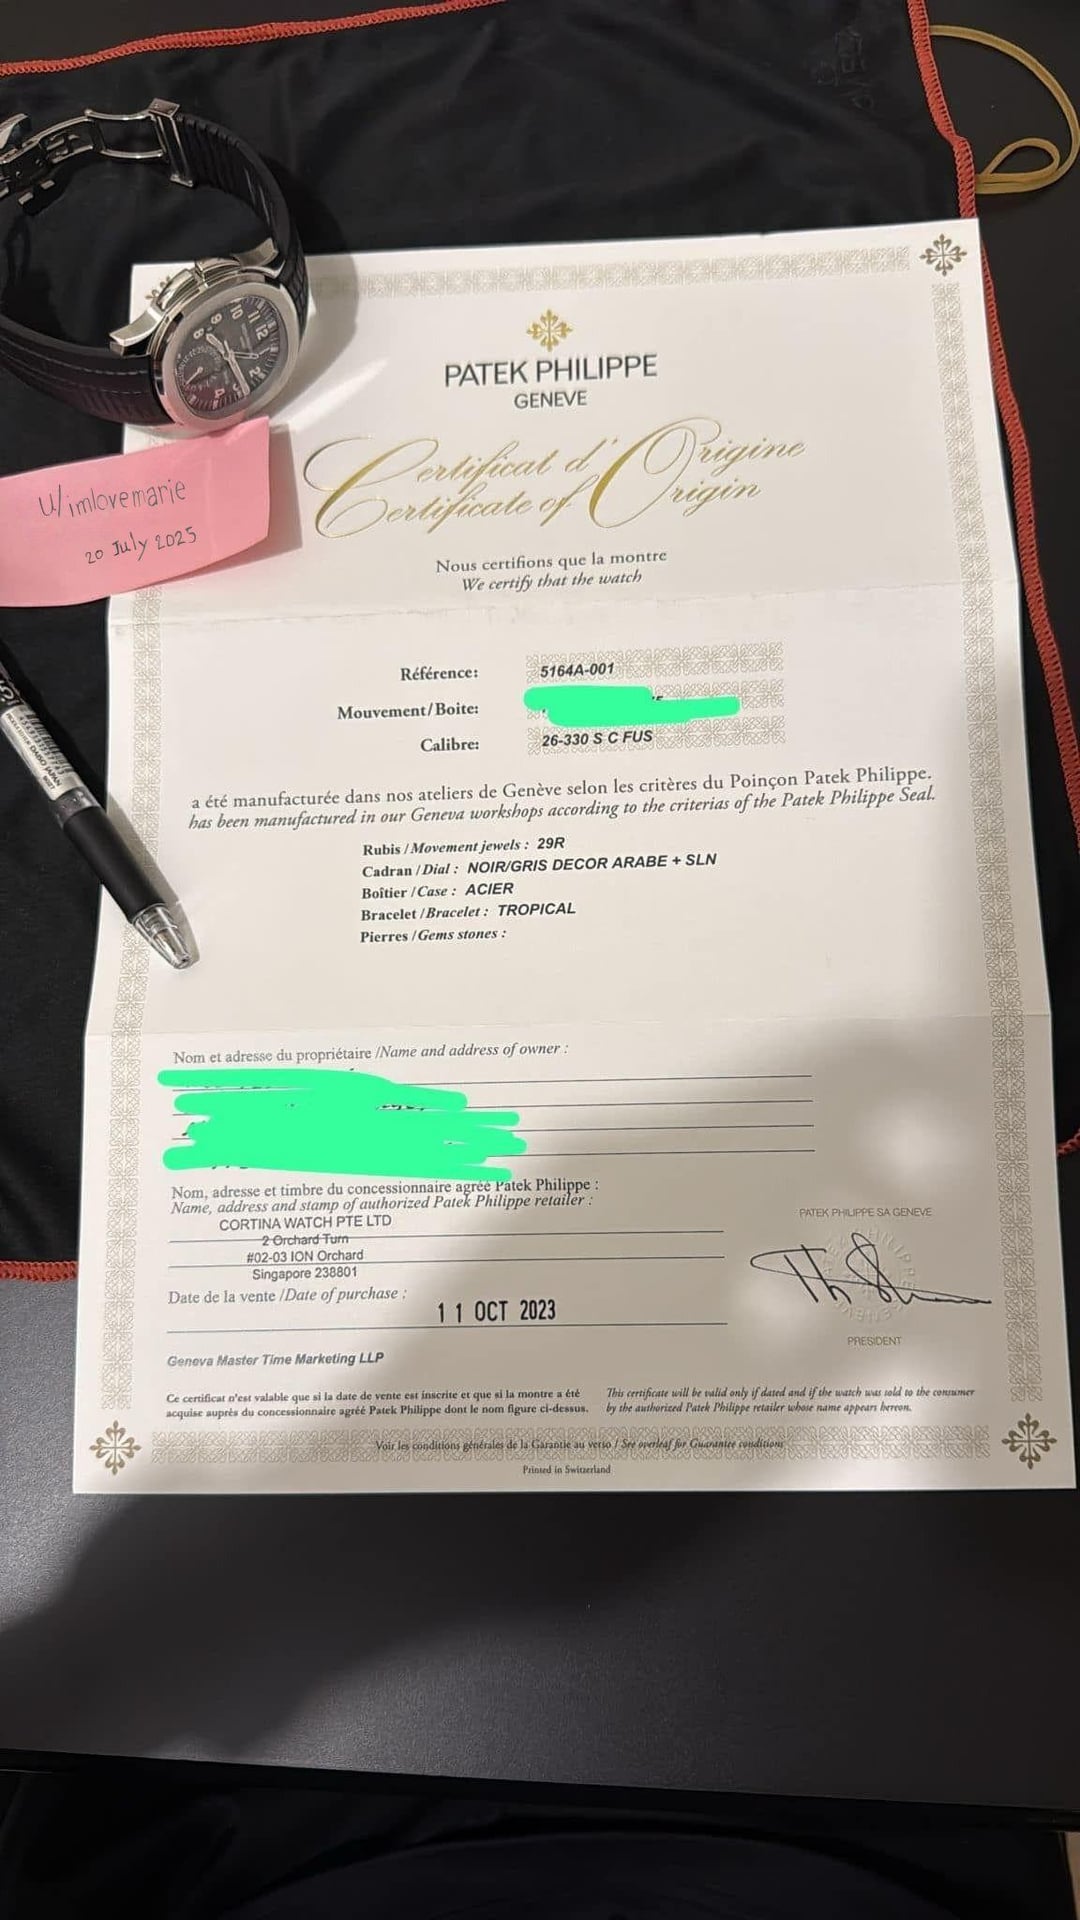 u/imlovemarie
20 July 2025
PATEK PHILIPPE
GENEVE
Certificat d'Origine
Certificate of Origin
Nous certifions que la montre
We certify that the watch
Référence: 5164A-001
Mouvement/Boite:
Calibre: 26-330 S C FUS
a été manufacturée dans nos ateliers de Genève selon les critères du Poinçon Patek Philippe.
has been manufactured in our Geneva workshops according to the criterias of the Patek Philippe Seal.
Rubis / Movement jewels : 29R
Cadran / Dial : NOIR/GRIS DECOR ARABE + SLN
Boîtier / Case : ACIER
Bracelet / Bracelet : TROPICAL
Pierres / Gems stones :
Nom et adresse du propriétaire /Name and address of owner :
Nom, adresse et timbre du concessionnaire agréé Patek Philippe :
Name, address and stamp of authorized Patek Philippe retailer :
CORTINA WATCH PTE LTD
2 Orchard Turn
#02-03 ION Orchard
Singapore 238801
PATEK PHILIPPE SA GENEVE
Date de la vente /Date of purchase :
11 OCT 2023
PRESIDENT
Geneva Master Time Marketing LLP
Ce certificat n'est valable que si la date de vente est inscrite et que si la montre a été
acquise auprès du concessionnaire agréé Patek Philippe dont le nom figure ci-dessus.
This certificate will be valid only if dated and if the watch was sold to the consumer
by the authorized Patek Philippe retailer whose name appears hereon.
Voir les conditions générales de la Garantie au verso / See overleaf for Guarantee conditions
Printed in Switzerland